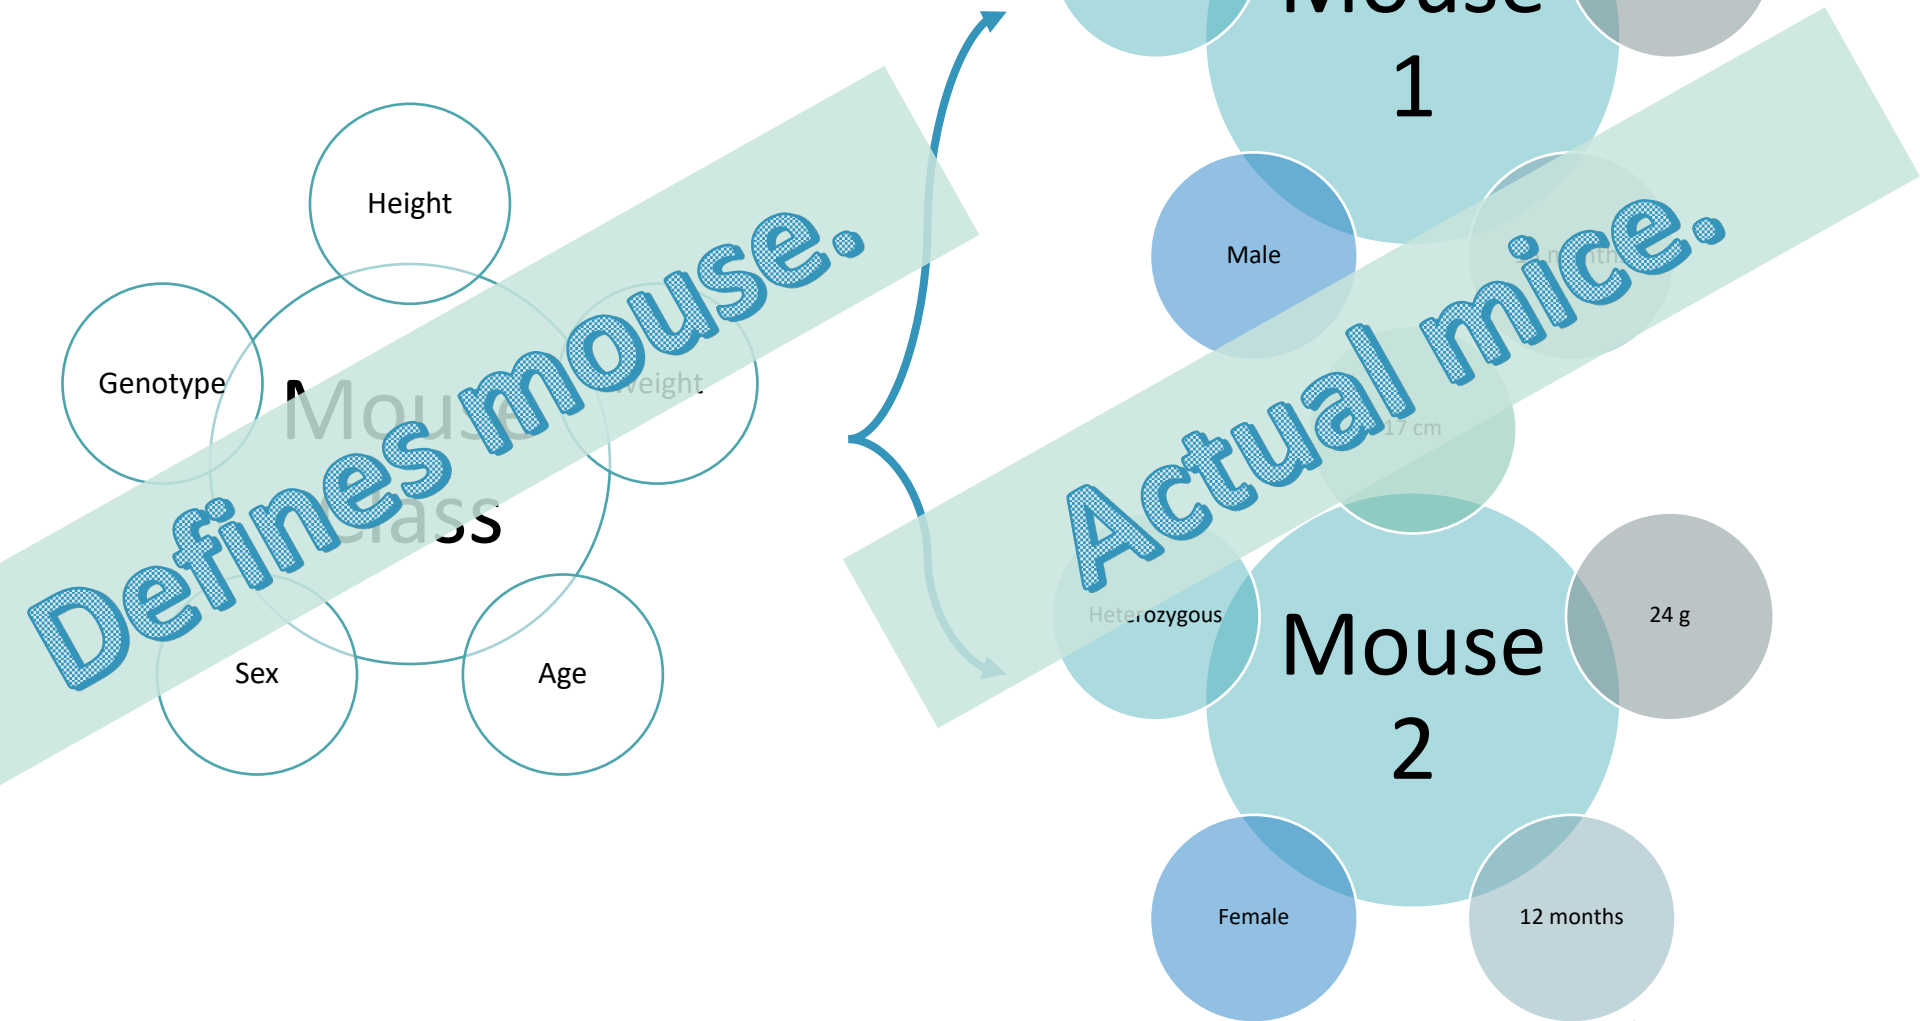 Height
Genotype
Weight
Mouse
Class
Sex
Age
Defines mouse.
Mouse
1
Male
Actual mice.
17 cm
Heterozygous
24 g
Mouse
2
Female
12 months